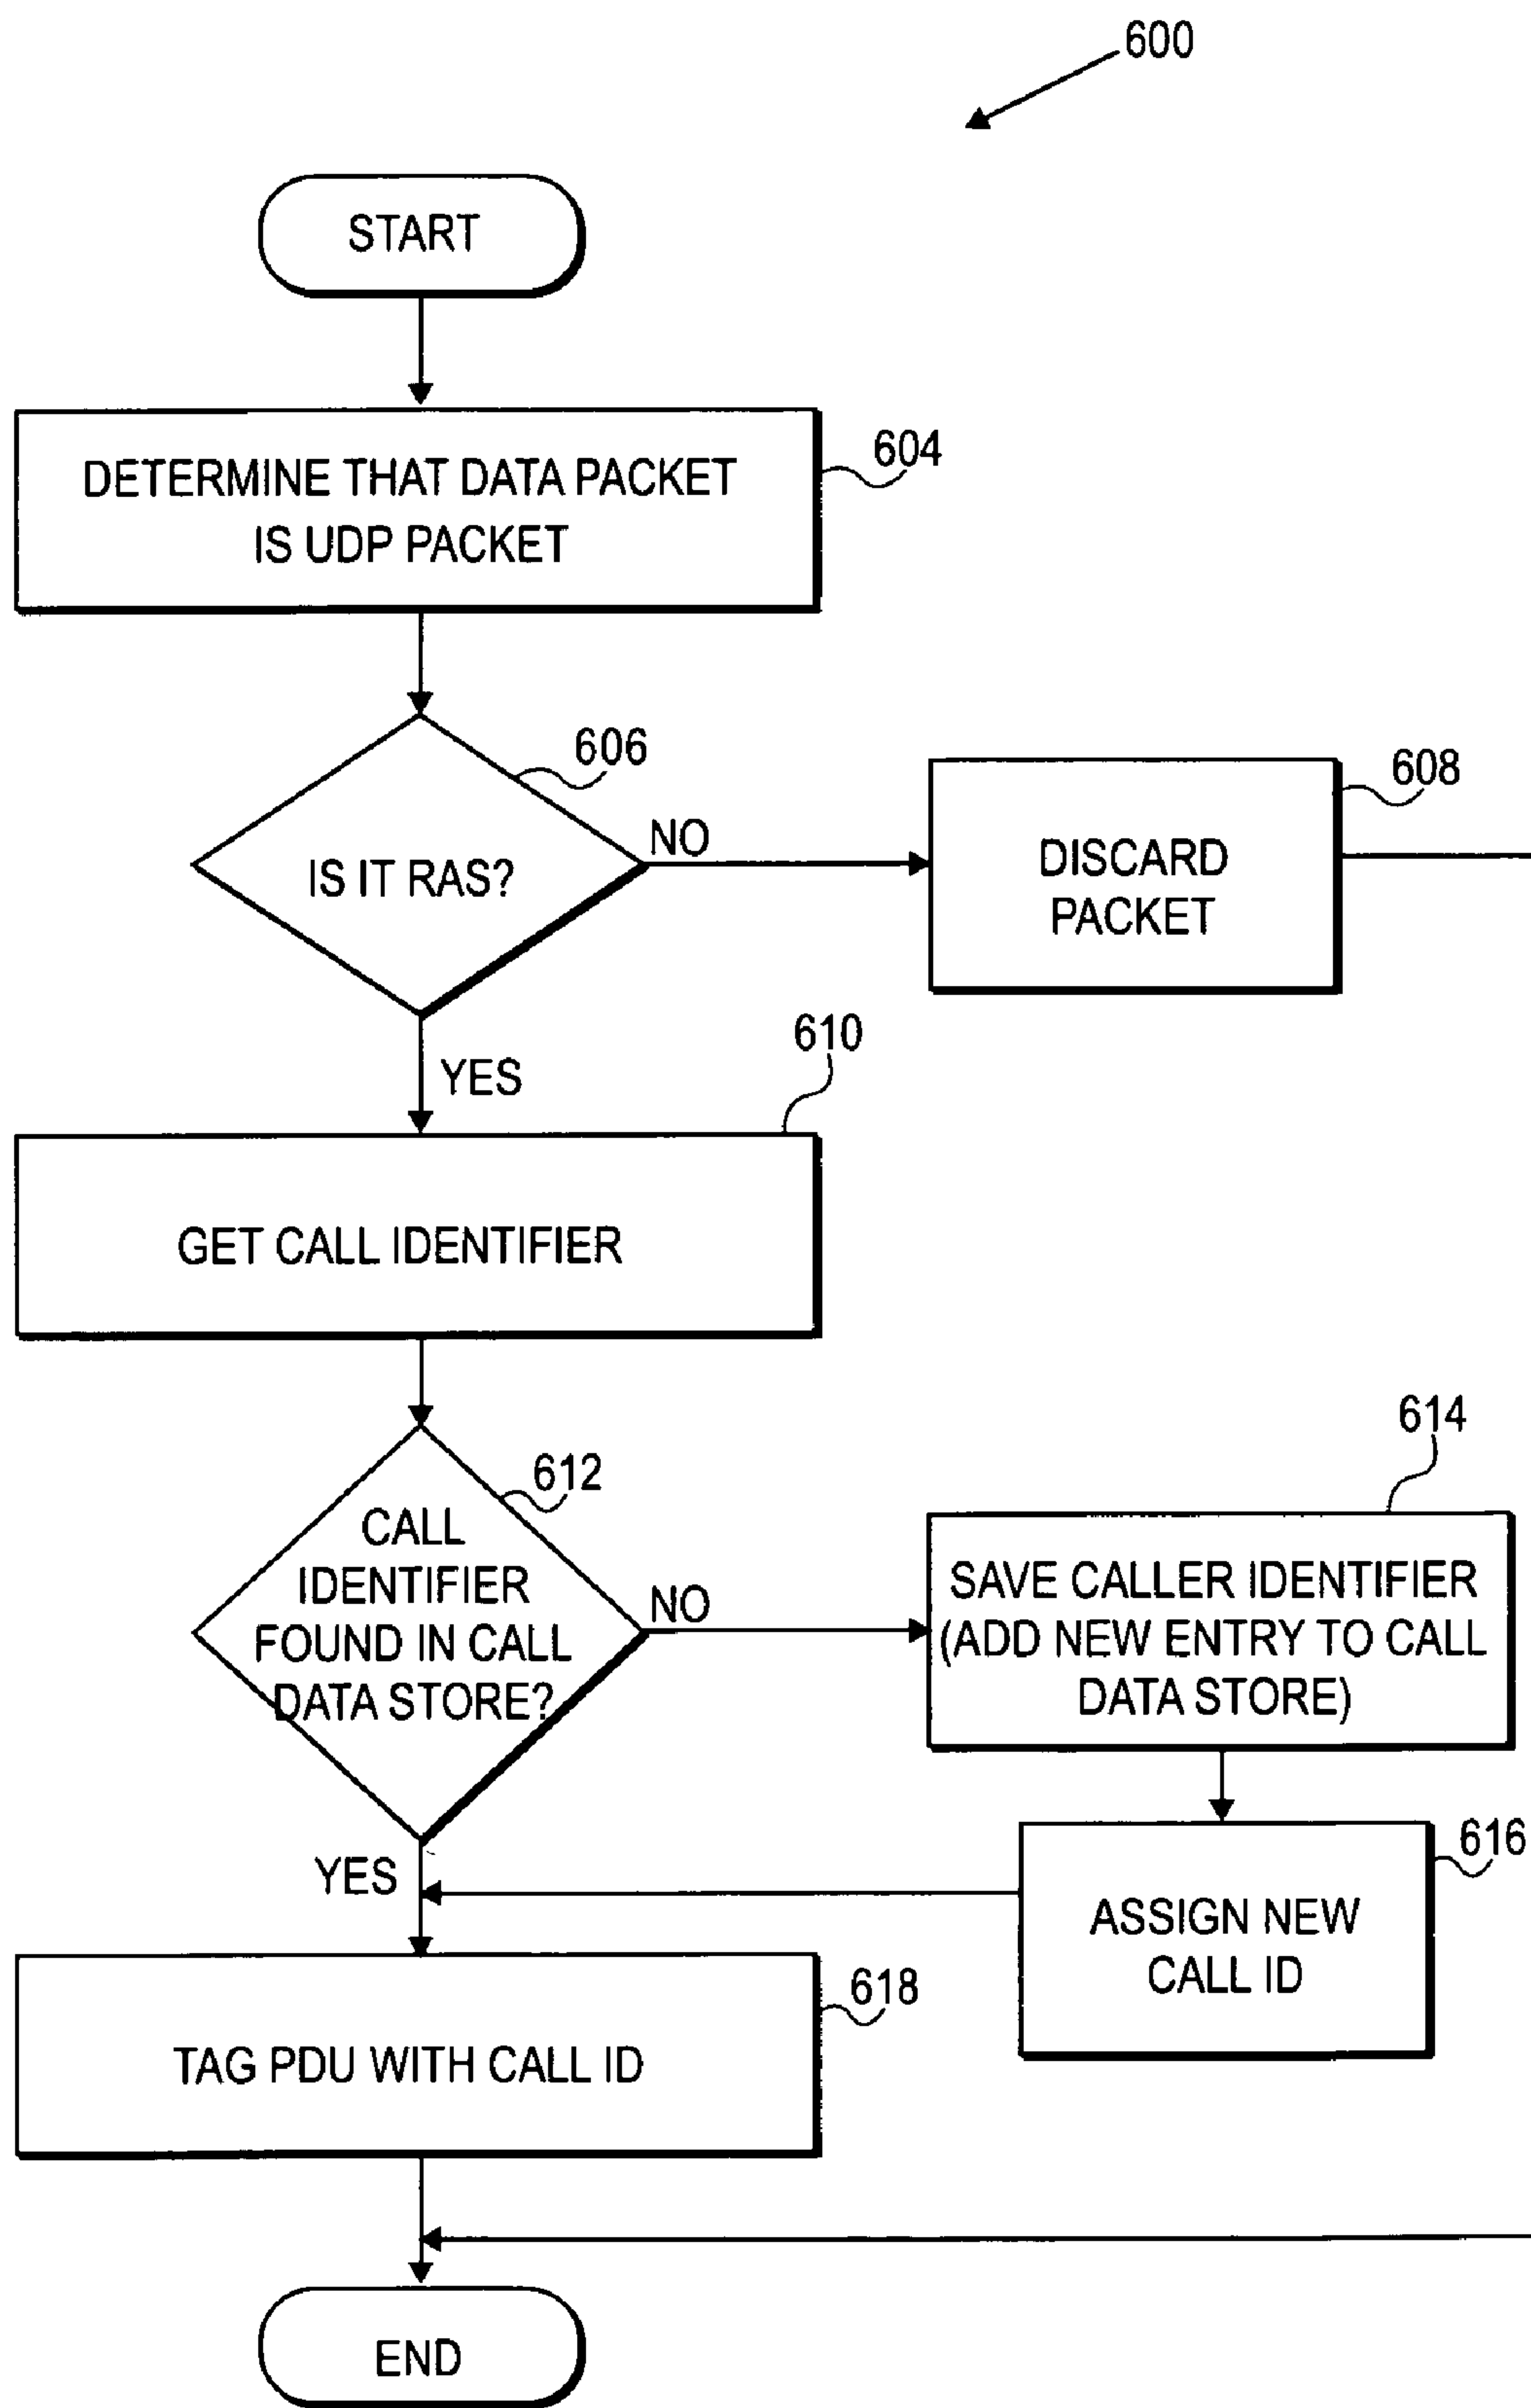 600
START
604
DETERMINE THAT DATA PACKET
IS UDP PACKET
606
IS IT RAS?
NO
608
DISCARD
PACKET
YES
610
GET CALL IDENTIFIER
612
CALL
IDENTIFIER
FOUND IN CALL
DATA STORE?
NO
614
SAVE CALLER IDENTIFIER
(ADD NEW ENTRY TO CALL
DATA STORE)
YES
616
ASSIGN NEW
CALL ID
618
TAG PDU WITH CALL ID
END